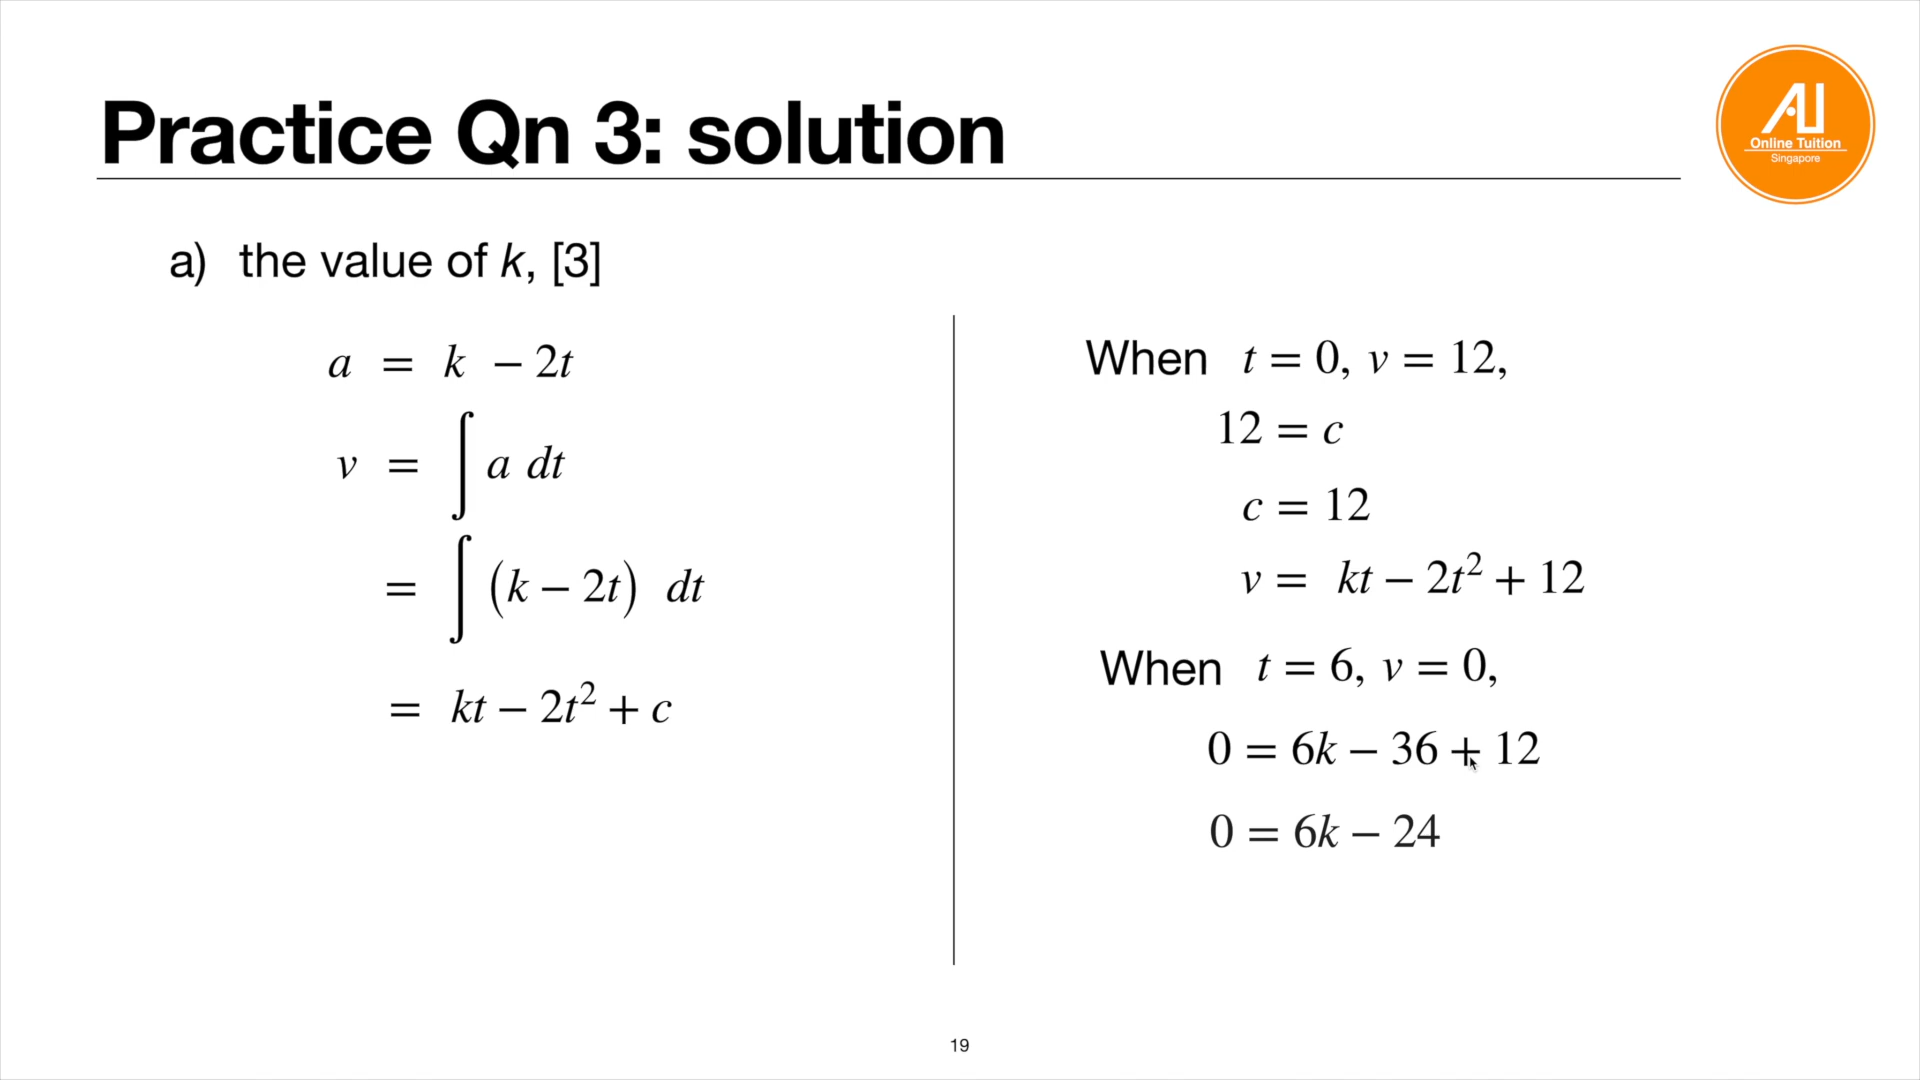 Practice Qn 3: solution
AU
Online Tuition
Singapore
a) the value of k, [3]
a = k − 2t
v = ∫ a dt
= ∫ (k − 2t) dt
= kt − 2t² + c
When t = 0, v = 12,
12 = c
c = 12
v = kt − 2t² + 12
When t = 6, v = 0,
0 = 6k − 36 + 12
0 = 6k − 24
19